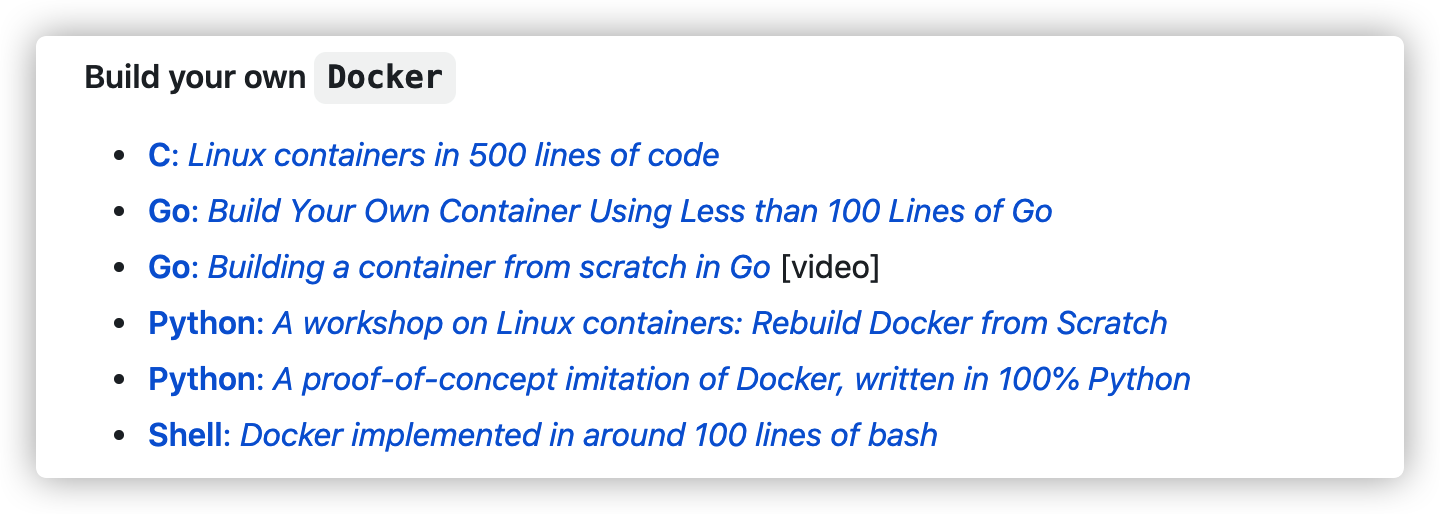 Build your own Docker
• C: Linux containers in 500 lines of code
• Go: Build Your Own Container Using Less than 100 Lines of Go
• Go: Building a container from scratch in Go [video]
• Python: A workshop on Linux containers: Rebuild Docker from Scratch
• Python: A proof-of-concept imitation of Docker, written in 100% Python
• Shell: Docker implemented in around 100 lines of bash